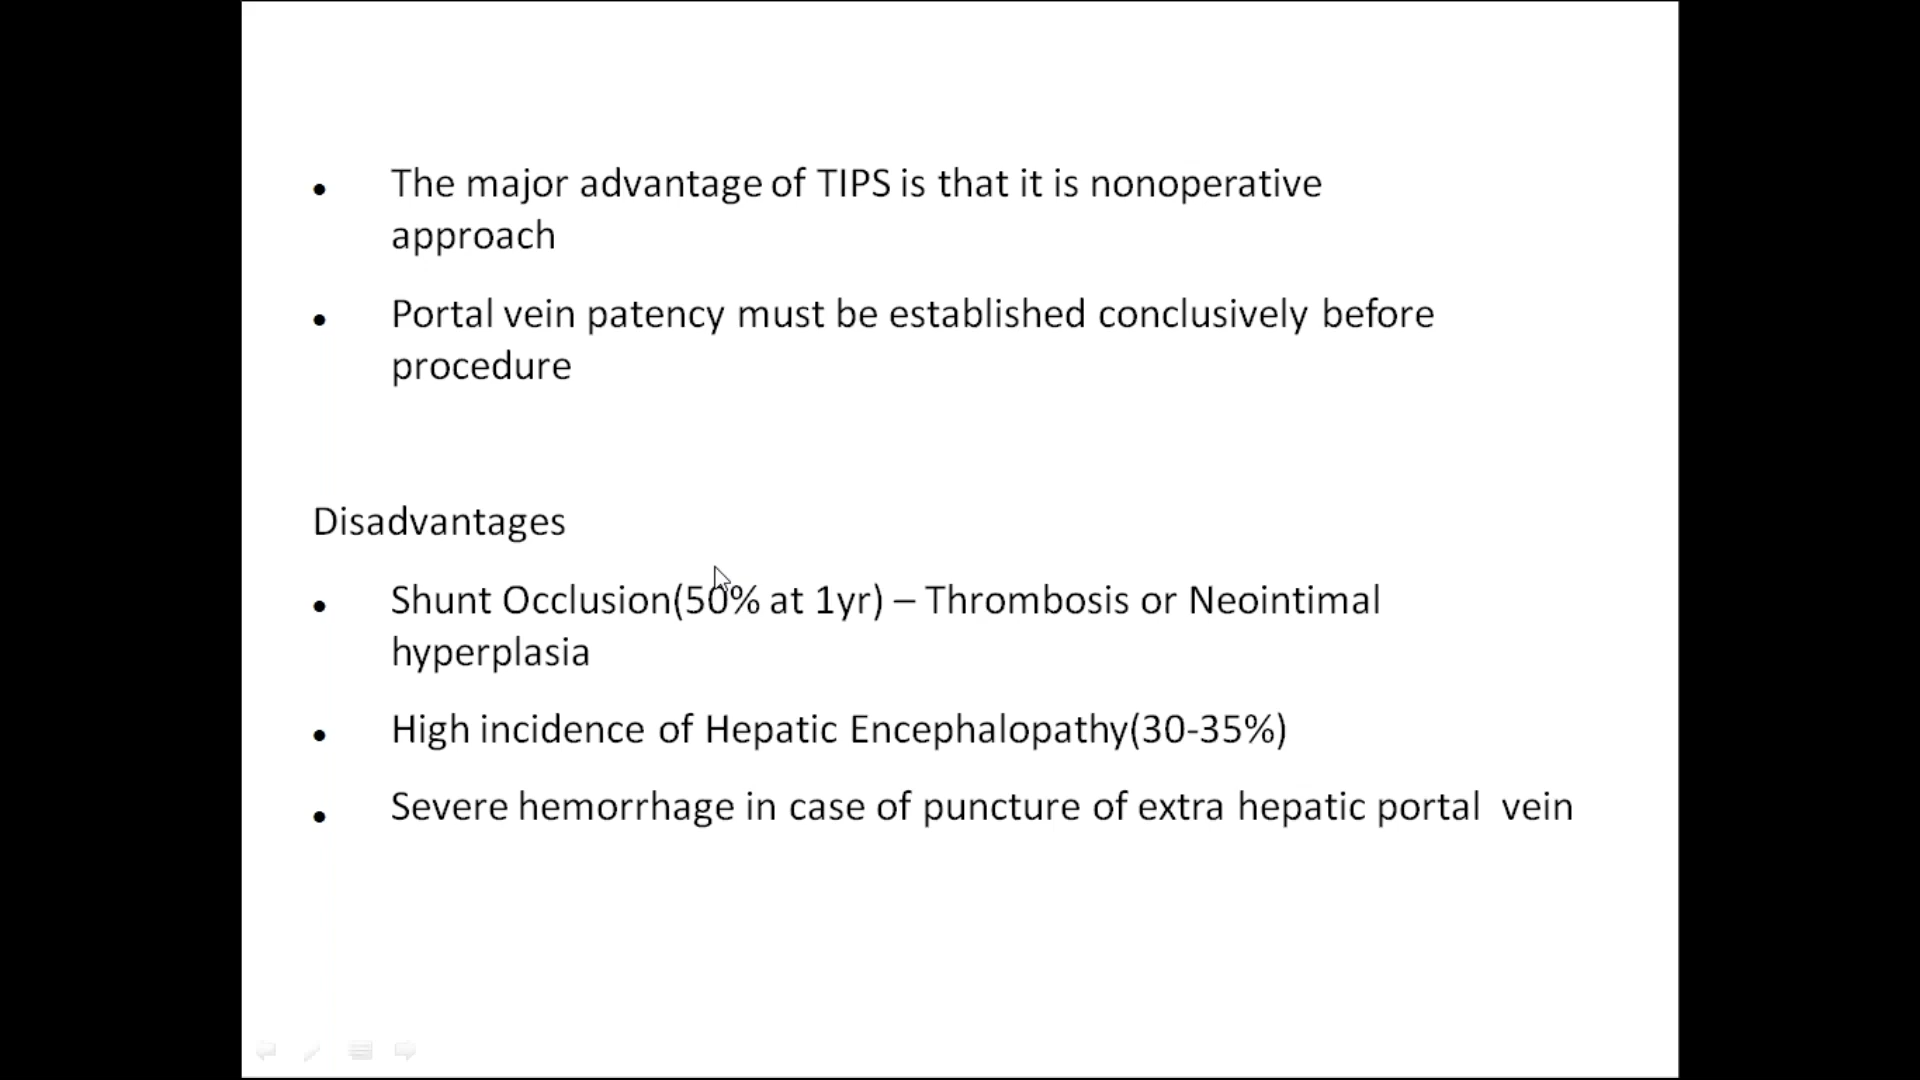 • The major advantage of TIPS is that it is nonoperative
approach
• Portal vein patency must be established conclusively before
procedure
Disadvantages
• Shunt Occlusion(50% at 1yr) – Thrombosis or Neointimal
hyperplasia
• High incidence of Hepatic Encephalopathy(30-35%)
• Severe hemorrhage in case of puncture of extra hepatic portal  vein